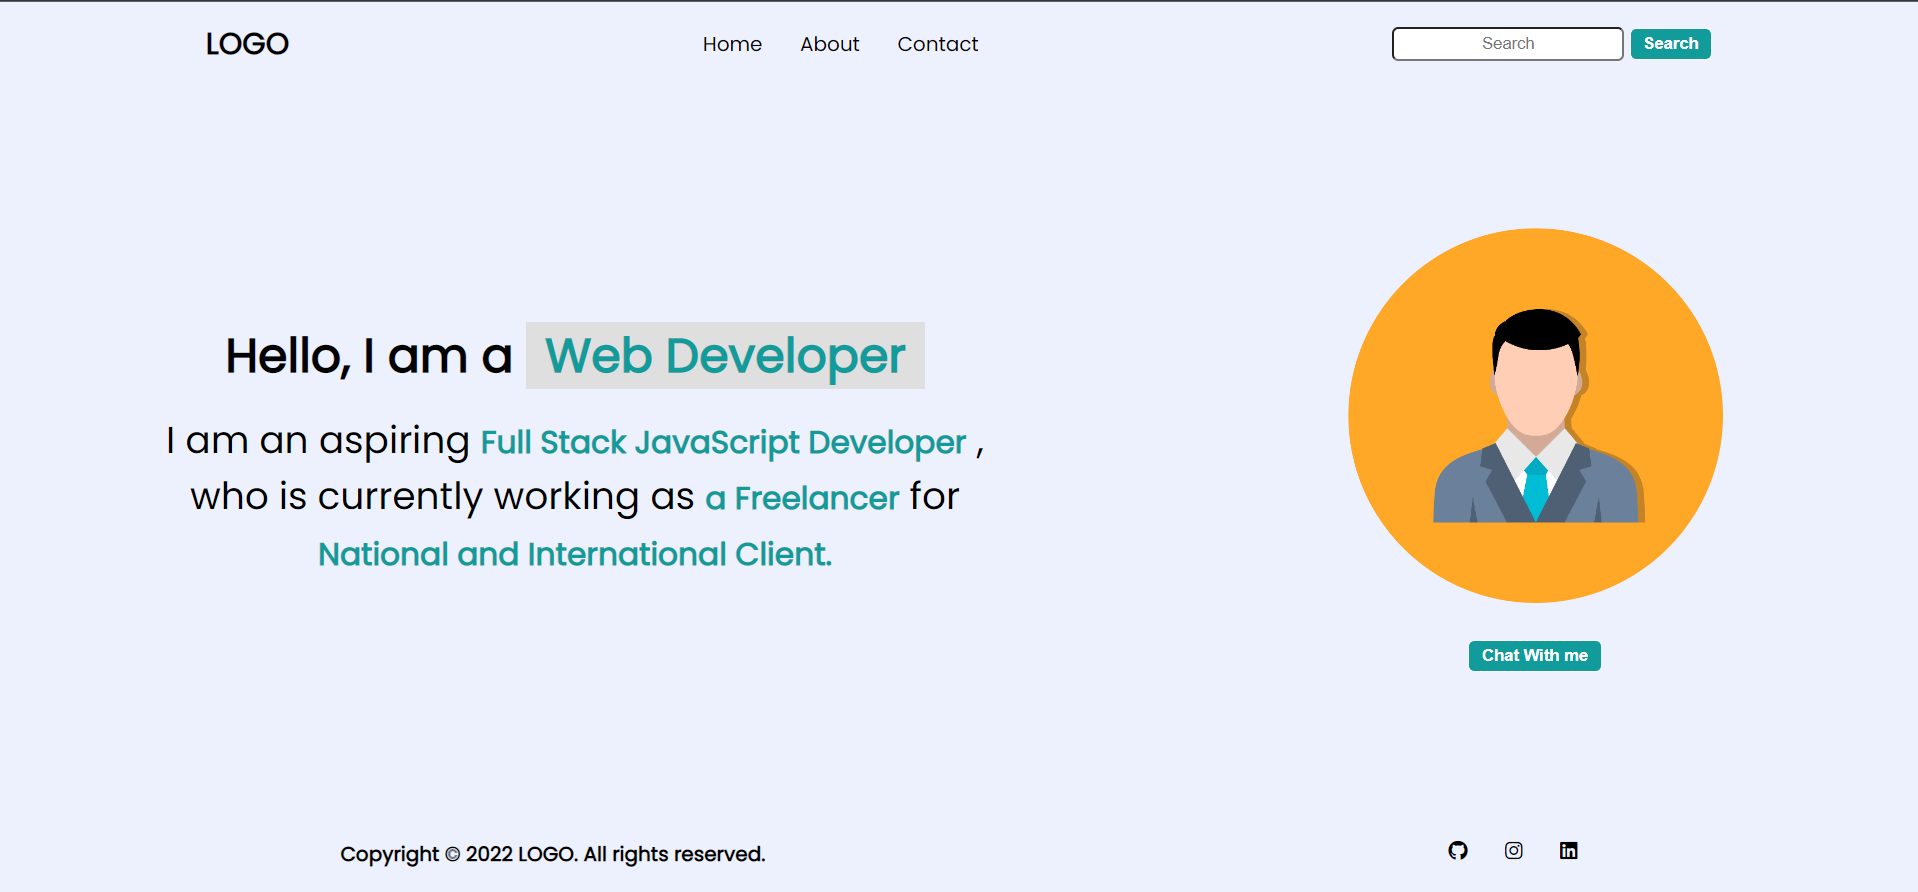 LOGO
Home About Contact
Search Search
Hello, I am a Web Developer
I am an aspiring Full Stack JavaScript Developer ,
who is currently working as a Freelancer for
National and International Client.
Chat With me
Copyright © 2022 LOGO. All rights reserved.
in